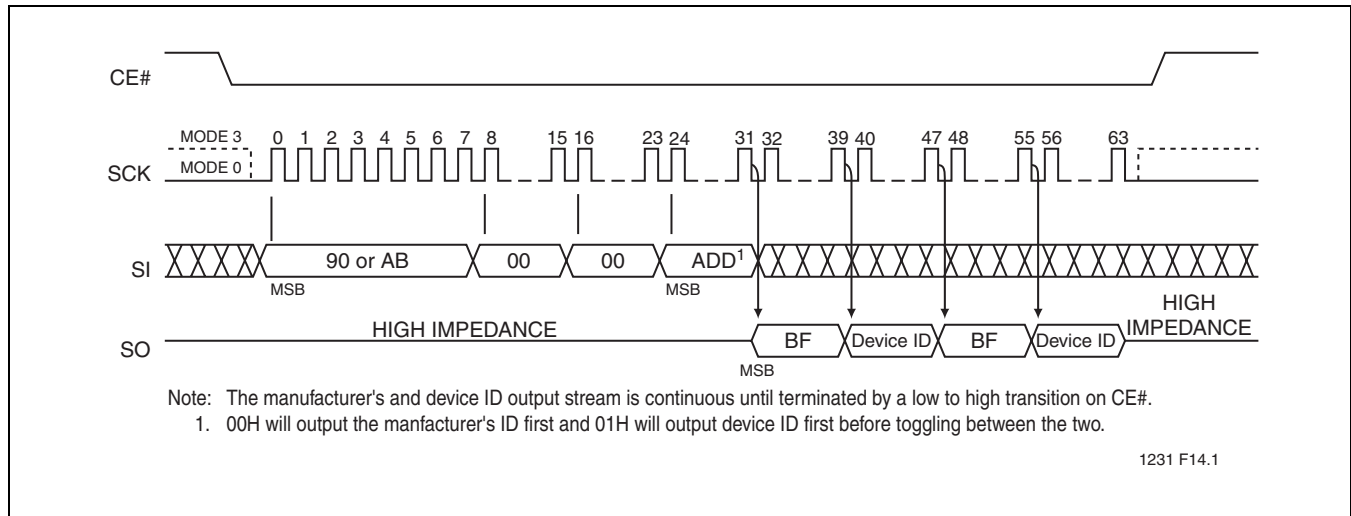 CE#
MODE 3
MODE 0
0 1 2 3 4 5 6 7 8 15 16 23 24 31 32 39 40 47 48 55 56 63
SCK
SI
90 or AB 00 00 ADD1
MSB MSB
HIGH IMPEDANCE
HIGH
IMPEDANCE
SO
BF Device ID BF Device ID
MSB
Note: The manufacturer's and device ID output stream is continuous until terminated by a low to high transition on CE#.
1. 00H will output the manfacturer's ID first and 01H will output device ID first before toggling between the two.
1231 F14.1